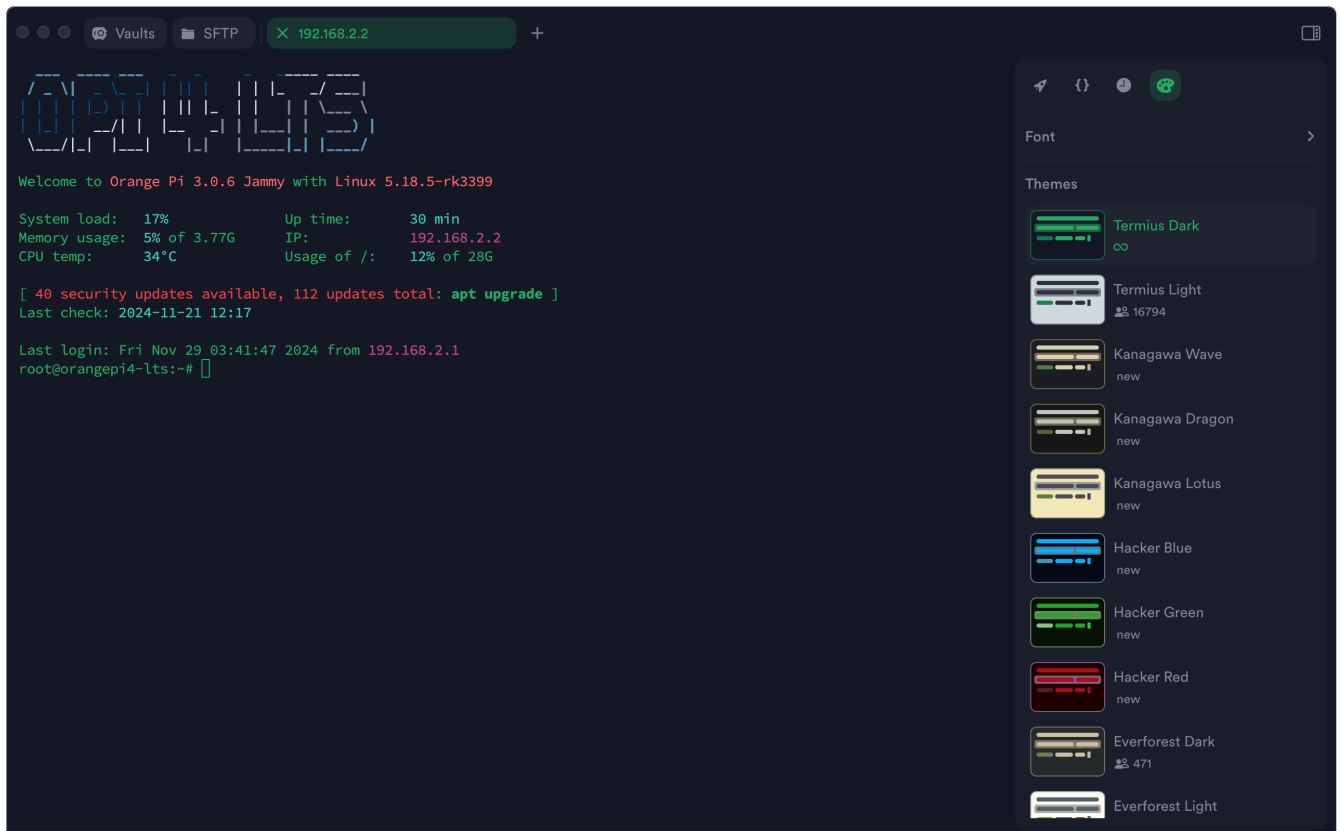 Vaults
SFTP
192.168.2.2
OPI 4 LTS
Welcome to Orange Pi 3.0.6 Jammy with Linux 5.18.5-rk3399
System load: 17% Up time: 30 min
Memory usage: 5% of 3.77G IP: 192.168.2.2
CPU temp: 34°C Usage of /: 12% of 28G
[ 40 security updates available, 112 updates total: apt upgrade ]
Last check: 2024-11-21 12:17
Last login: Fri Nov 29 03:41:47 2024 from 192.168.2.1
root@orangepi4-lts:~#
Font
Themes
Termius Dark
∞
Termius Light
16794
Kanagawa Wave
new
Kanagawa Dragon
new
Kanagawa Lotus
new
Hacker Blue
new
Hacker Green
new
Hacker Red
new
Everforest Dark
471
Everforest Light